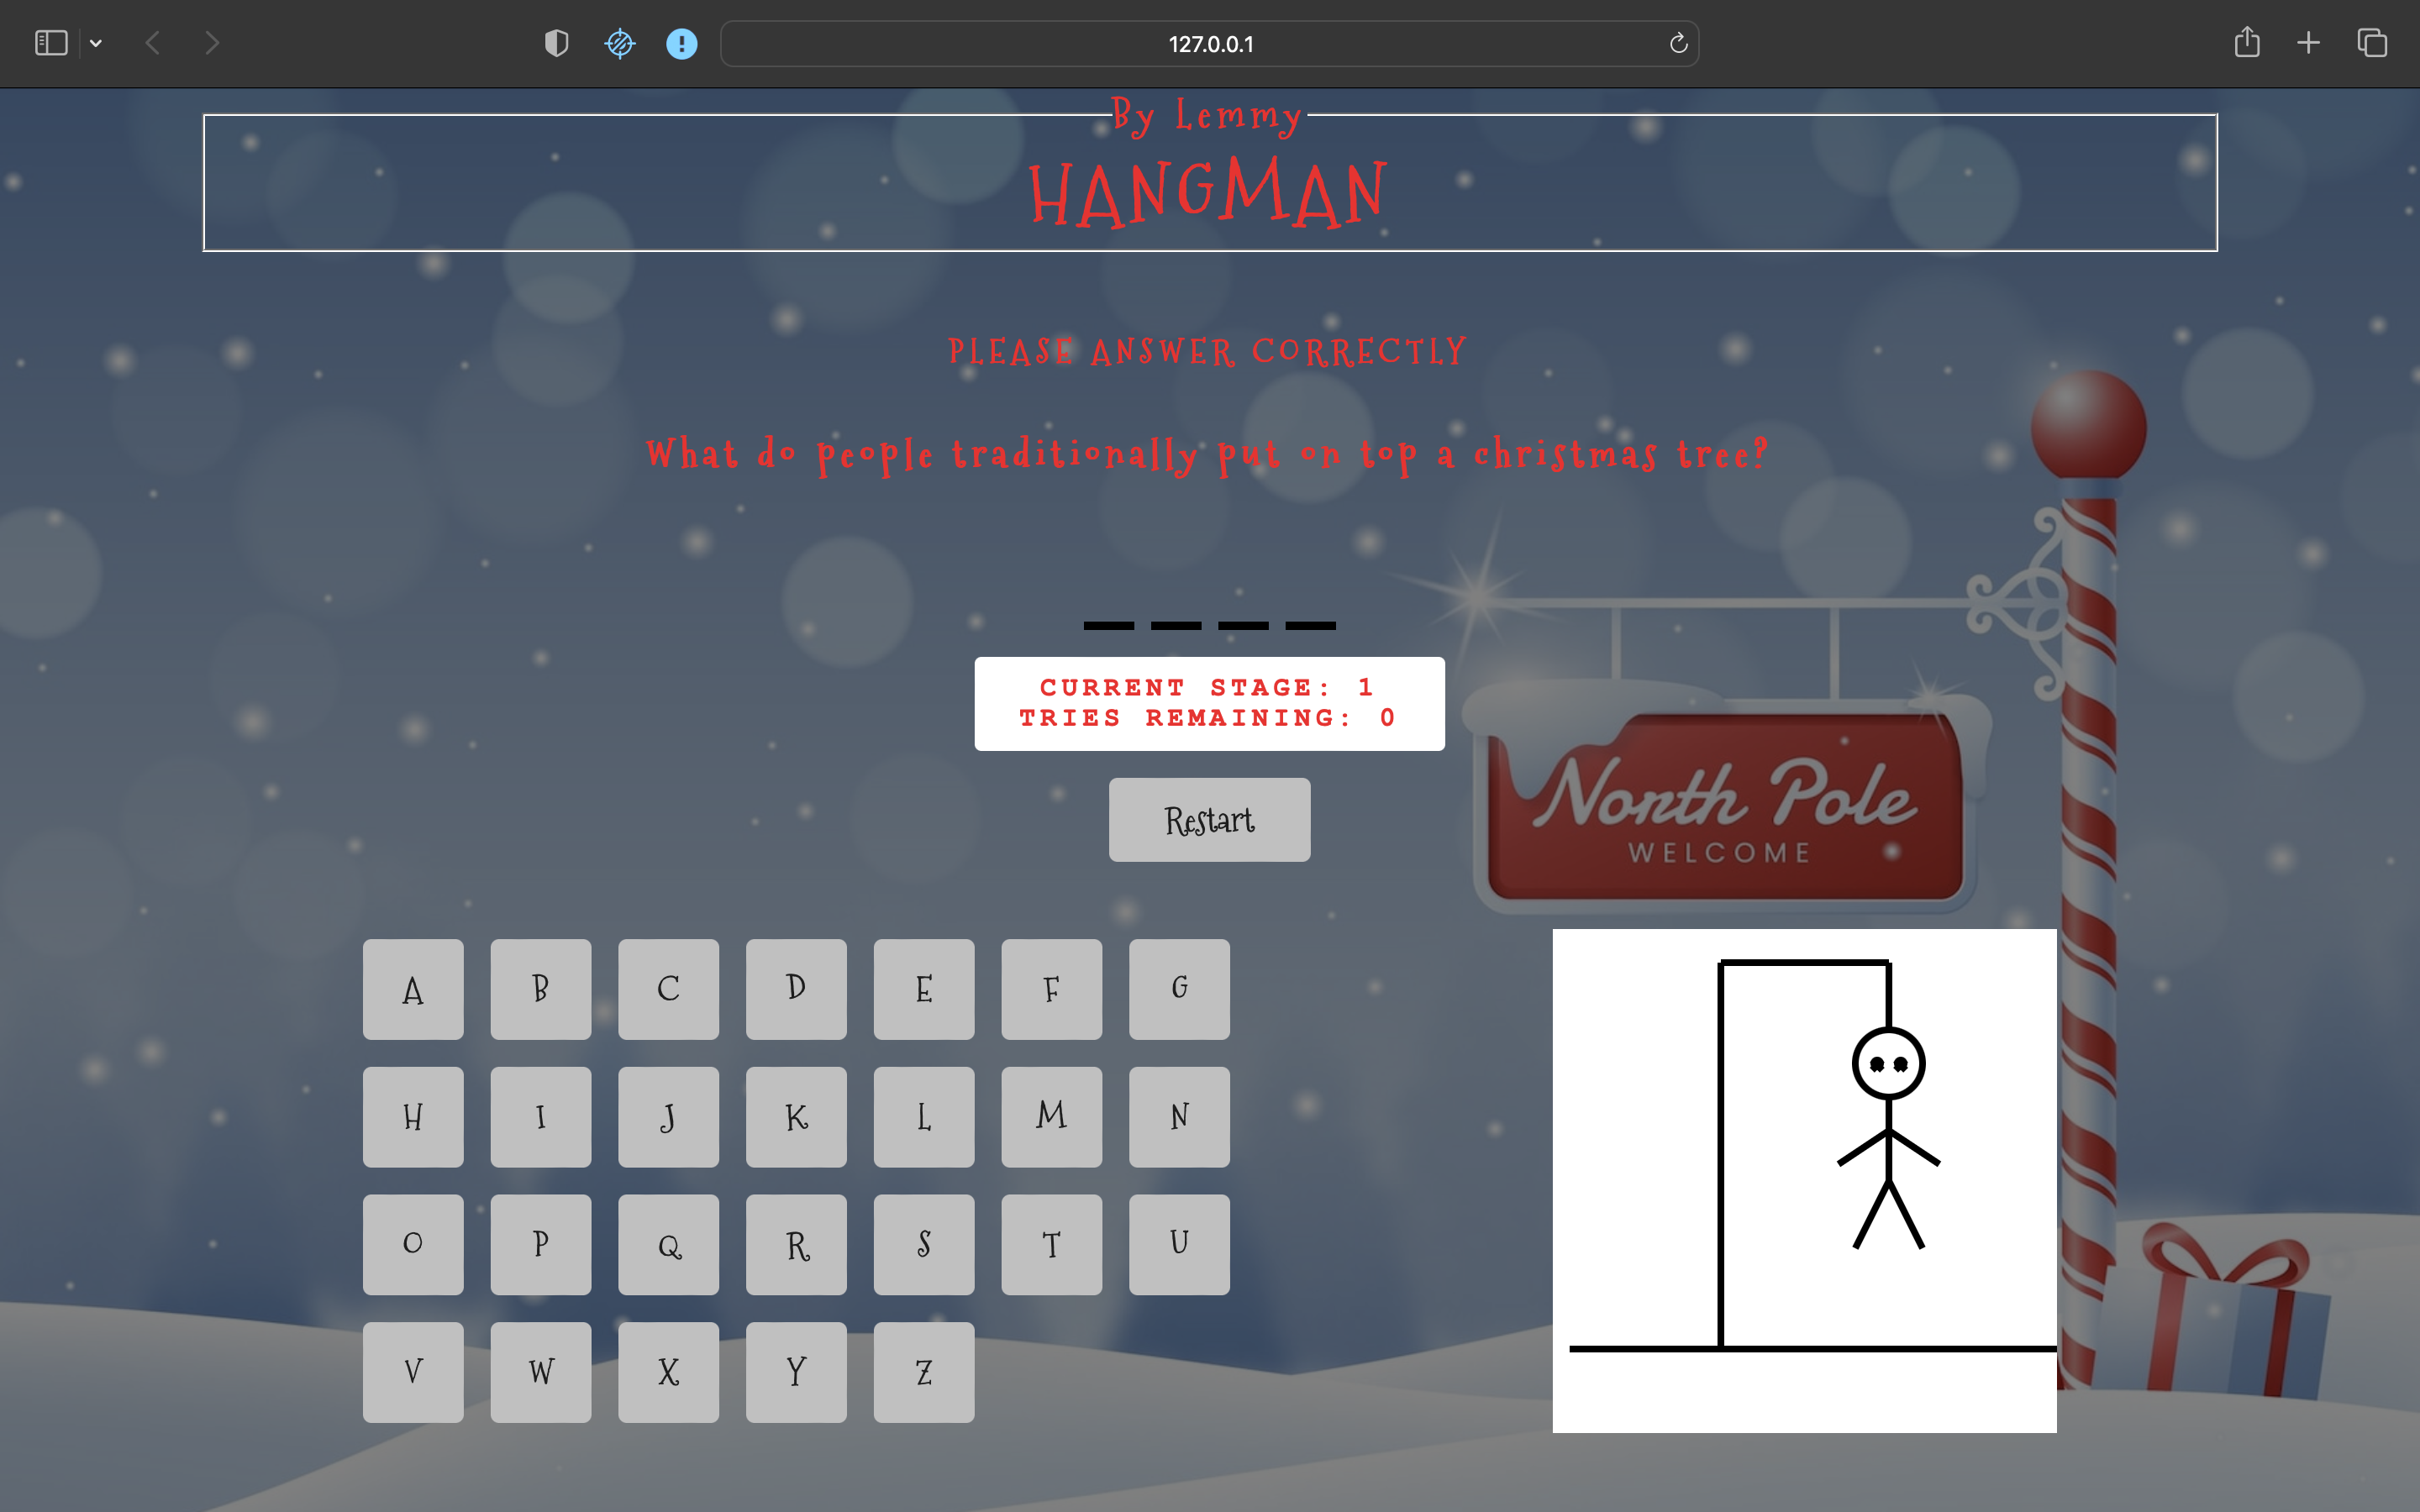 127.0.0.1
By Lemmy
HANGMAN
PLEASE ANSWER CORRECTLY
What do people traditionally put on top a christmas tree?
CURRENT STAGE: 1
TRIES REMAINING: 0
Restart
North Pole
WELCOME
A B C D E F G
H I J K L M N
O P Q R S T U
V W X Y Z